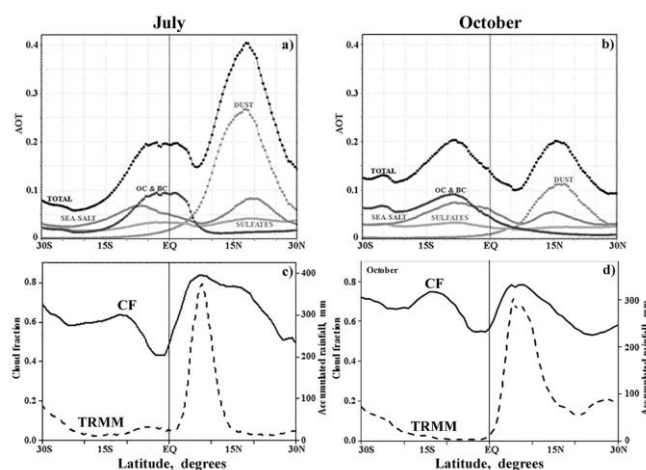 July
October
a)
b)
0.4
0.3
0.2
0.1
0
AOT
TOTAL
SEA-SALT
OC & BC
DUST
SULFATES
30S
15S
EQ
15N
30N
0.4
0.3
0.2
0.1
0
AOT
TOTAL
SEA-SALT
OC & BC
DUST
SULFATES
30S
15S
EQ
15N
30N
c)
0.8
0.6
0.4
0.2
0.0
Cloud fraction
CF
TRMM
400
300
200
100
0
Accumulated rainfall, mm
30S
15S
EQ
15N
30N
Latitude, degrees
October
d)
0.8
0.6
0.4
0.2
0.0
Cloud fraction
CF
TRMM
300
200
100
0
Accumulated rainfall, mm
30S
15S
EQ
15N
30N
Latitude, degrees